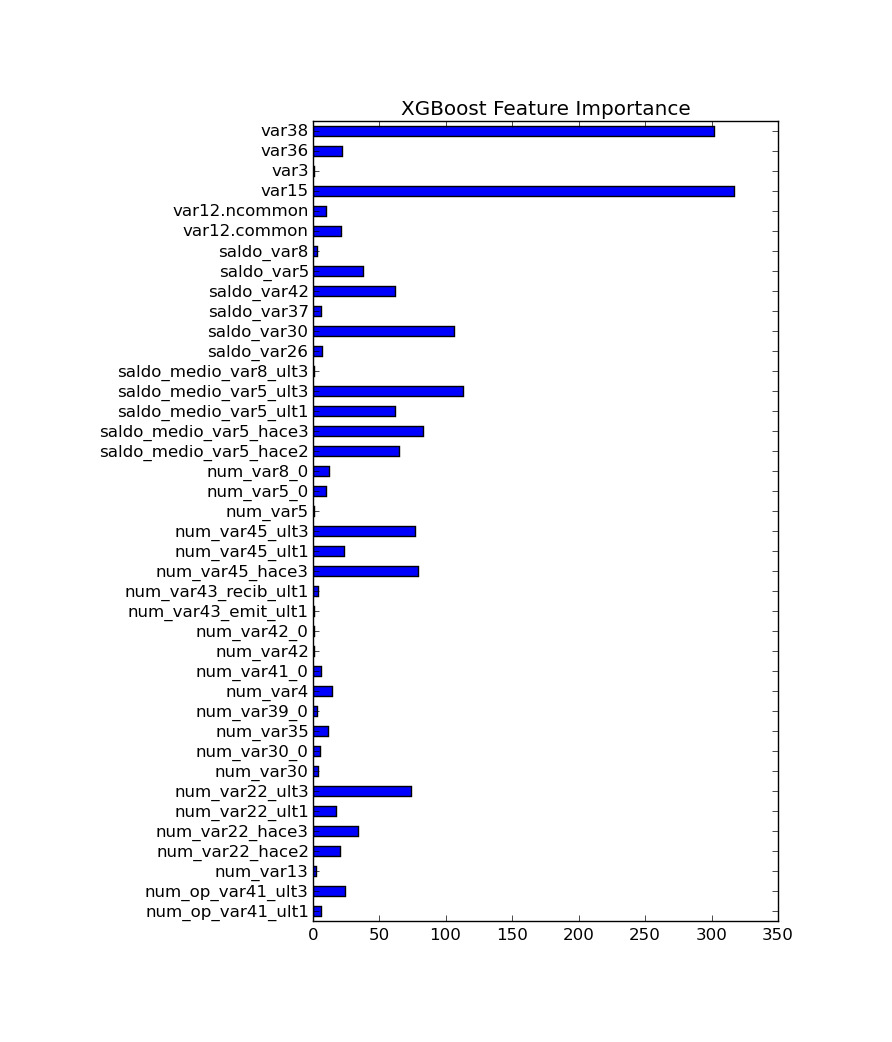 XGBoost Feature Importance
var38
var36
var3
var15
var12.ncommon
var12.common
saldo_var8
saldo_var5
saldo_var42
saldo_var37
saldo_var30
saldo_var26
saldo_medio_var8_ult3
saldo_medio_var5_ult3
saldo_medio_var5_ult1
saldo_medio_var5_hace3
saldo_medio_var5_hace2
num_var8_0
num_var5_0
num_var5
num_var45_ult3
num_var45_ult1
num_var45_hace3
num_var43_recib_ult1
num_var43_emit_ult1
num_var42_0
num_var42
num_var41_0
num_var4
num_var39_0
num_var35
num_var30_0
num_var30
num_var22_ult3
num_var22_ult1
num_var22_hace3
num_var22_hace2
num_var13
num_op_var41_ult3
num_op_var41_ult1
0 50 100 150 200 250 300 350